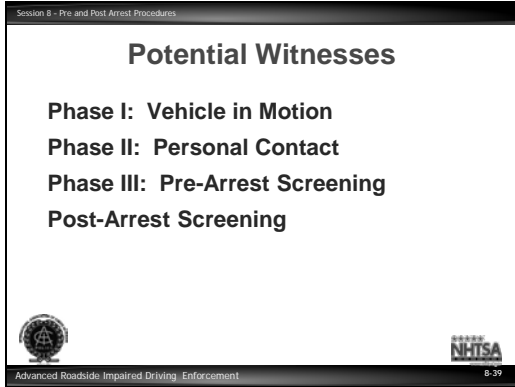 Session 8 - Pre and Post Arrest Procedures
Potential Witnesses
Phase I: Vehicle in Motion
Phase II: Personal Contact
Phase III: Pre-Arrest Screening
Post-Arrest Screening
NHTSA
Advanced Roadside Impaired Driving Enforcement
8-39